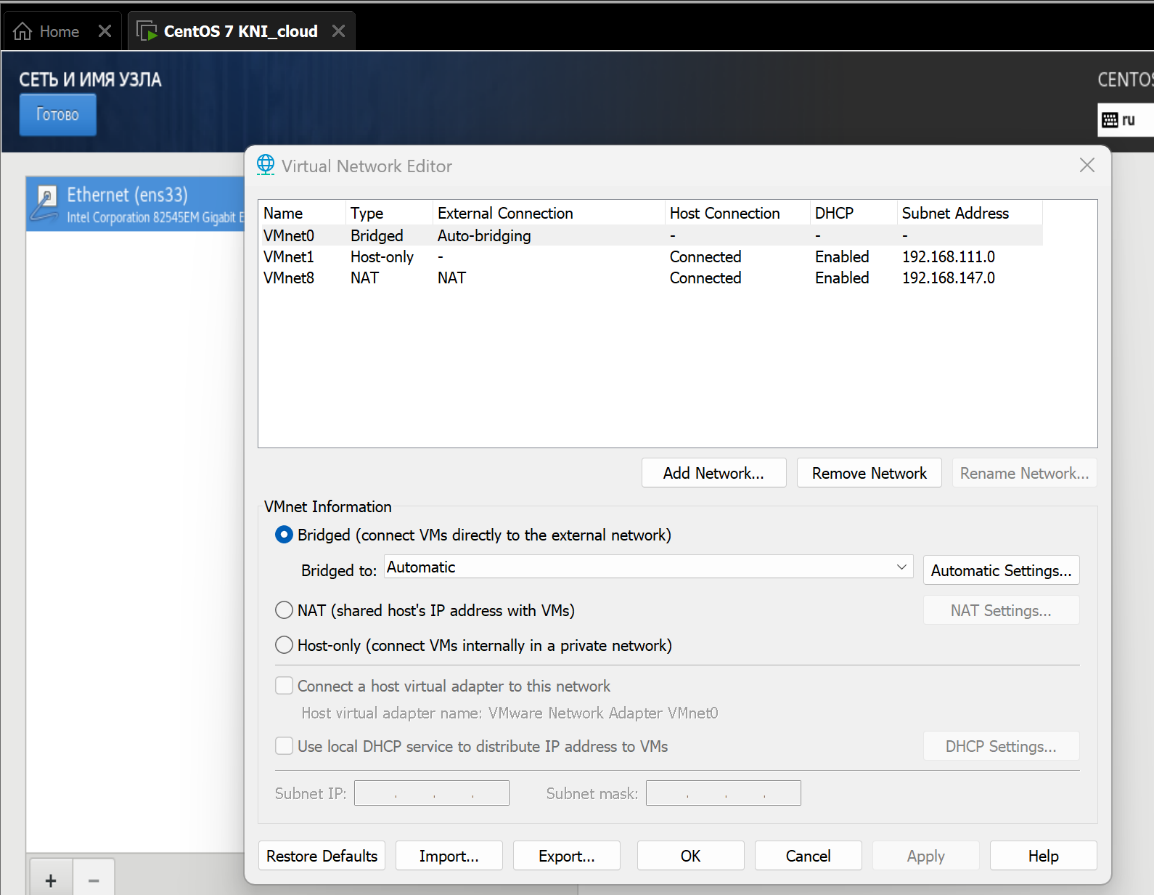 Home
CentOS 7 KNI_cloud
СЕТЬ И ИМЯ УЗЛА
CENTOS
Готово
ru
Virtual Network Editor
Ethernet (ens33)
Intel Corporation 82545EM Gigabit E
Name Type External Connection Host Connection DHCP Subnet Address
VMnet0 Bridged Auto-bridging - - -
VMnet1 Host-only - Connected Enabled 192.168.111.0
VMnet8 NAT NAT Connected Enabled 192.168.147.0
Add Network... Remove Network Rename Network...
VMnet Information
Bridged (connect VMs directly to the external network)
Bridged to: Automatic Automatic Settings...
NAT (shared host's IP address with VMs) NAT Settings...
Host-only (connect VMs internally in a private network)
Connect a host virtual adapter to this network
Host virtual adapter name: VMware Network Adapter VMnet0
Use local DHCP service to distribute IP address to VMs DHCP Settings...
Subnet IP: . . . Subnet mask: . . .
Restore Defaults Import... Export... OK Cancel Apply Help
+ −